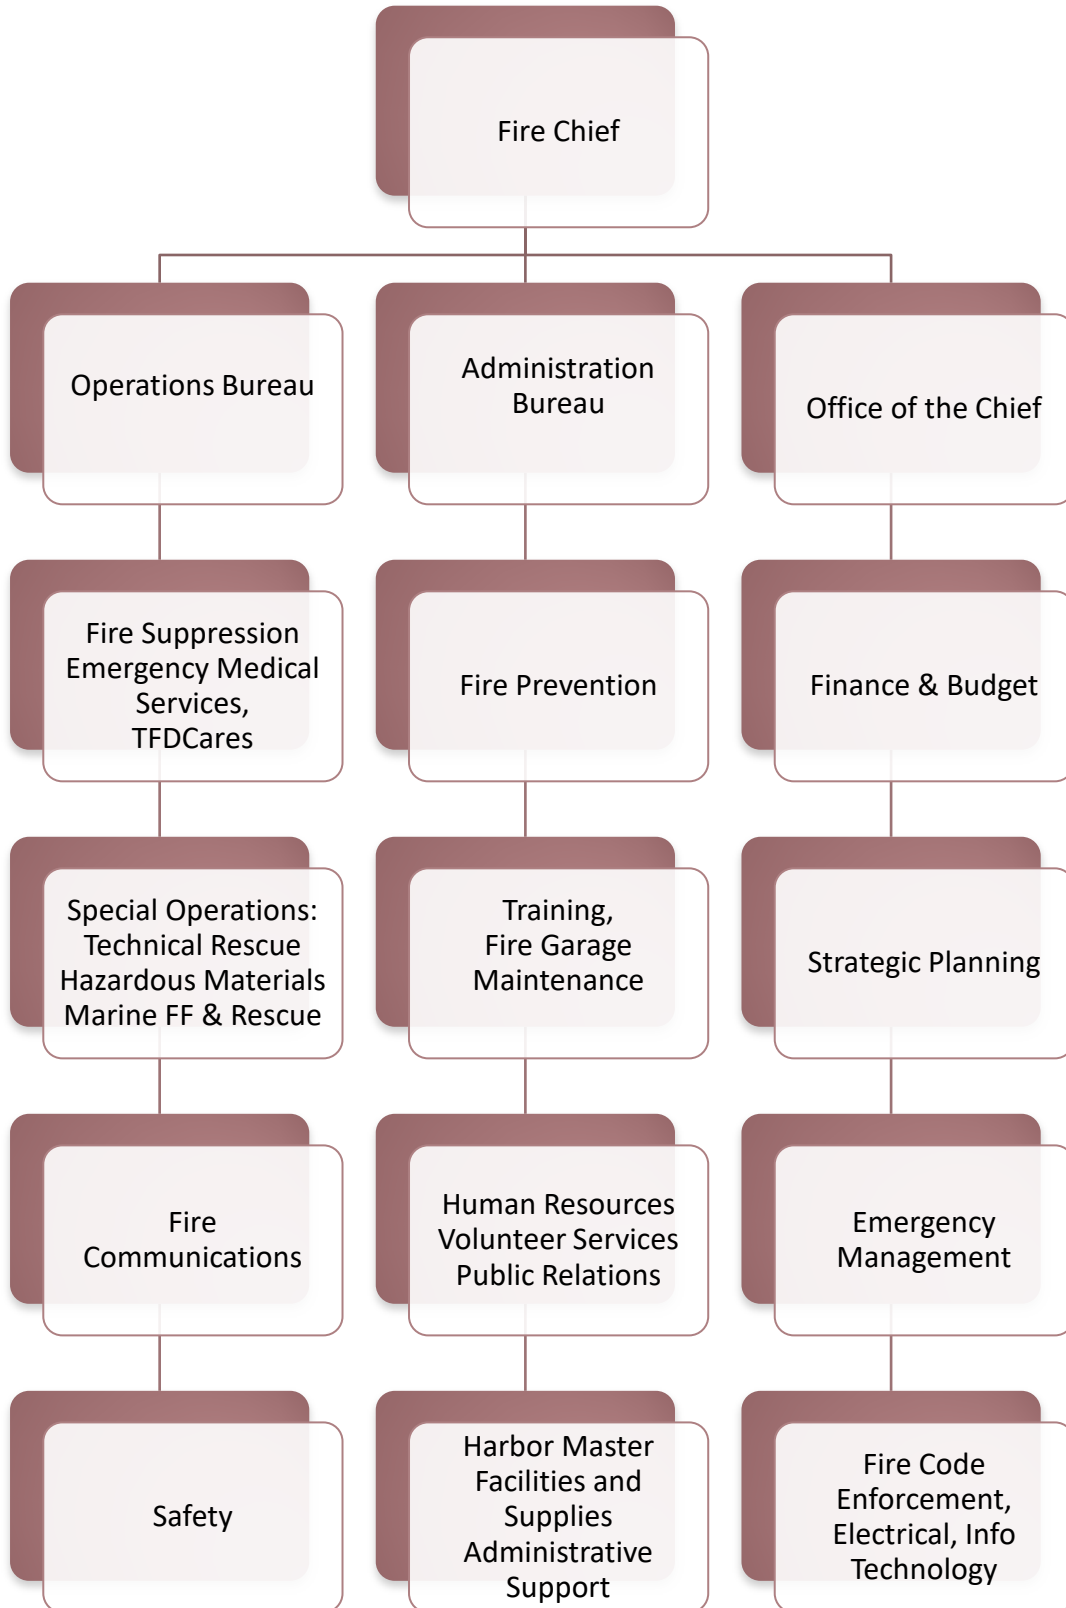 Fire Chief
Operations Bureau
Administration
Bureau
Office of the Chief
Fire Suppression
Emergency Medical
Services,
TFDCares
Fire Prevention
Finance & Budget
Special Operations:
Technical Rescue
Hazardous Materials
Marine FF & Rescue
Training,
Fire Garage
Maintenance
Strategic Planning
Fire
Communications
Human Resources
Volunteer Services
Public Relations
Emergency
Management
Safety
Harbor Master
Facilities and
Supplies
Administrative
Support
Fire Code
Enforcement,
Electrical, Info
Technology